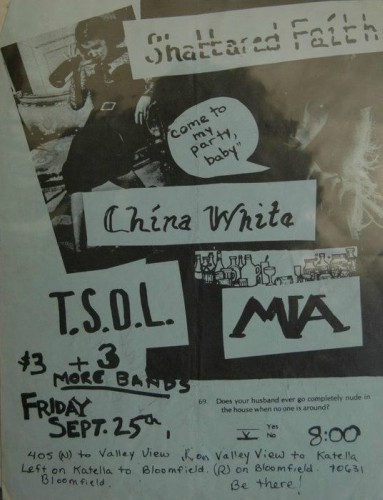 Shattered Faith
"come to
my
party,
baby"
China White
T.S.O.L.
MIA
$3 + 3
MORE BANDS
FRIDAY
SEPT. 25th,
69. Does your husband ever go completely nude in
the house when no one is around?
Yes
V No
8:00
405 (N) to Valley View, on Valley View to Katella
Left on Katella to Bloomfield. (R) on Bloomfield. 10631
Bloomfield. Be there!